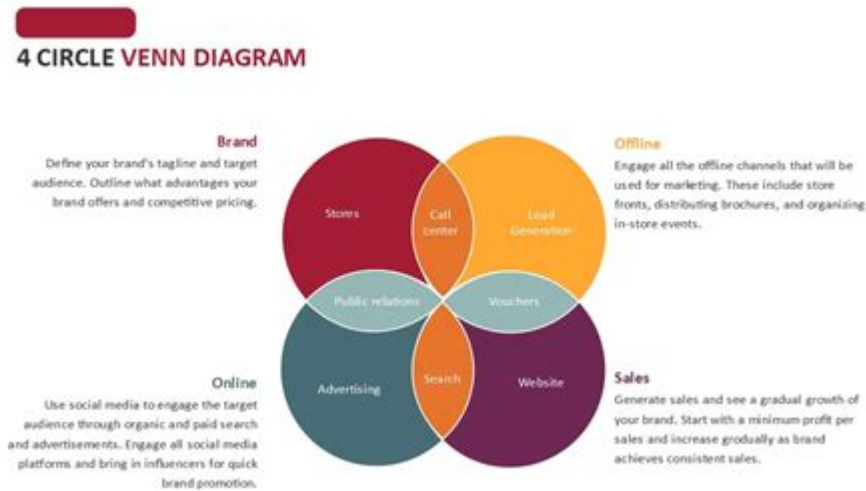 4 CIRCLE VENN DIAGRAM
Brand
Define your brand's tagline and target
audience. Outline what advantages your
brand offers and competitive pricing.
Offline
Engage all the offline channels that will be
used for marketing. These include store
fronts, distributing brochures, and organizing
in-store events.
Stores
Call
center
Lead
Generation
Public relations
Vouchers
Advertising
Search
Website
Online
Use social media to engage the target
audience through organic and paid search
and advertisements. Engage all social media
platforms and bring in influencers for quick
brand promotion.
Sales
Generate sales and see a gradual growth of
your brand. Start with a minimum profit per
sales and increase gradually as brand
achieves consistent sales.